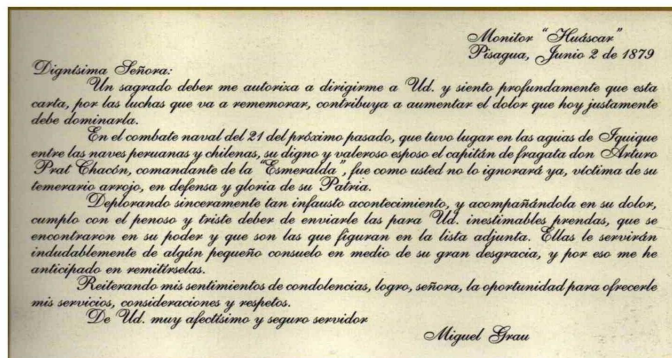 Monitor "Huáscar"
Pisagua, Junio 2 de 1879
Dignísima Señora:
Un sagrado deber me autoriza a dirigirme a Ud. y siento profundamente que esta
carta, por las luchas que va a rememorar, contribuya a aumentar el dolor que hoy justamente
debe dominarla.
En el combate naval del 21 del próximo pasado, que tuvo lugar en las aguas de Iquique
entre las naves peruanas y chilenas, su digno y valeroso esposo el capitán de fragata don Arturo
Prat Chacón, comandante de la "Esmeralda", fue como usted no lo ignorará ya, víctima de su
temerario arrojo, en defensa y gloria de su Patria.
Deplorando sinceramente tan infausto acontecimiento, y acompañándola en su dolor,
cumplo con el penoso y triste deber de enviarle las para Ud. inestimables prendas, que se
encontraron en su poder y que son las que figuran en la lista adjunta. Ellas le servirán
indudablemente de algún pequeño consuelo en medio de su gran desgracia, y por eso me he
anticipado en remitírselas.
Reiterando mis sentimientos de condolencias, logro, señora, la oportunidad para ofrecerle
mis servicios, consideraciones y respetos.
De Ud. muy afectísimo y seguro servidor
Miguel Grau